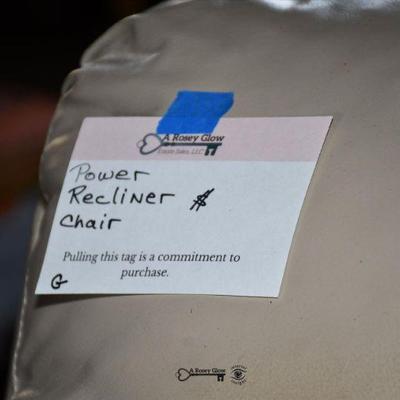 A Rosey Glow
Estate Sales, LLC
Power
Recliner $
Chair
Pulling this tag is a commitment to
purchase.
G
A Rosey Glow